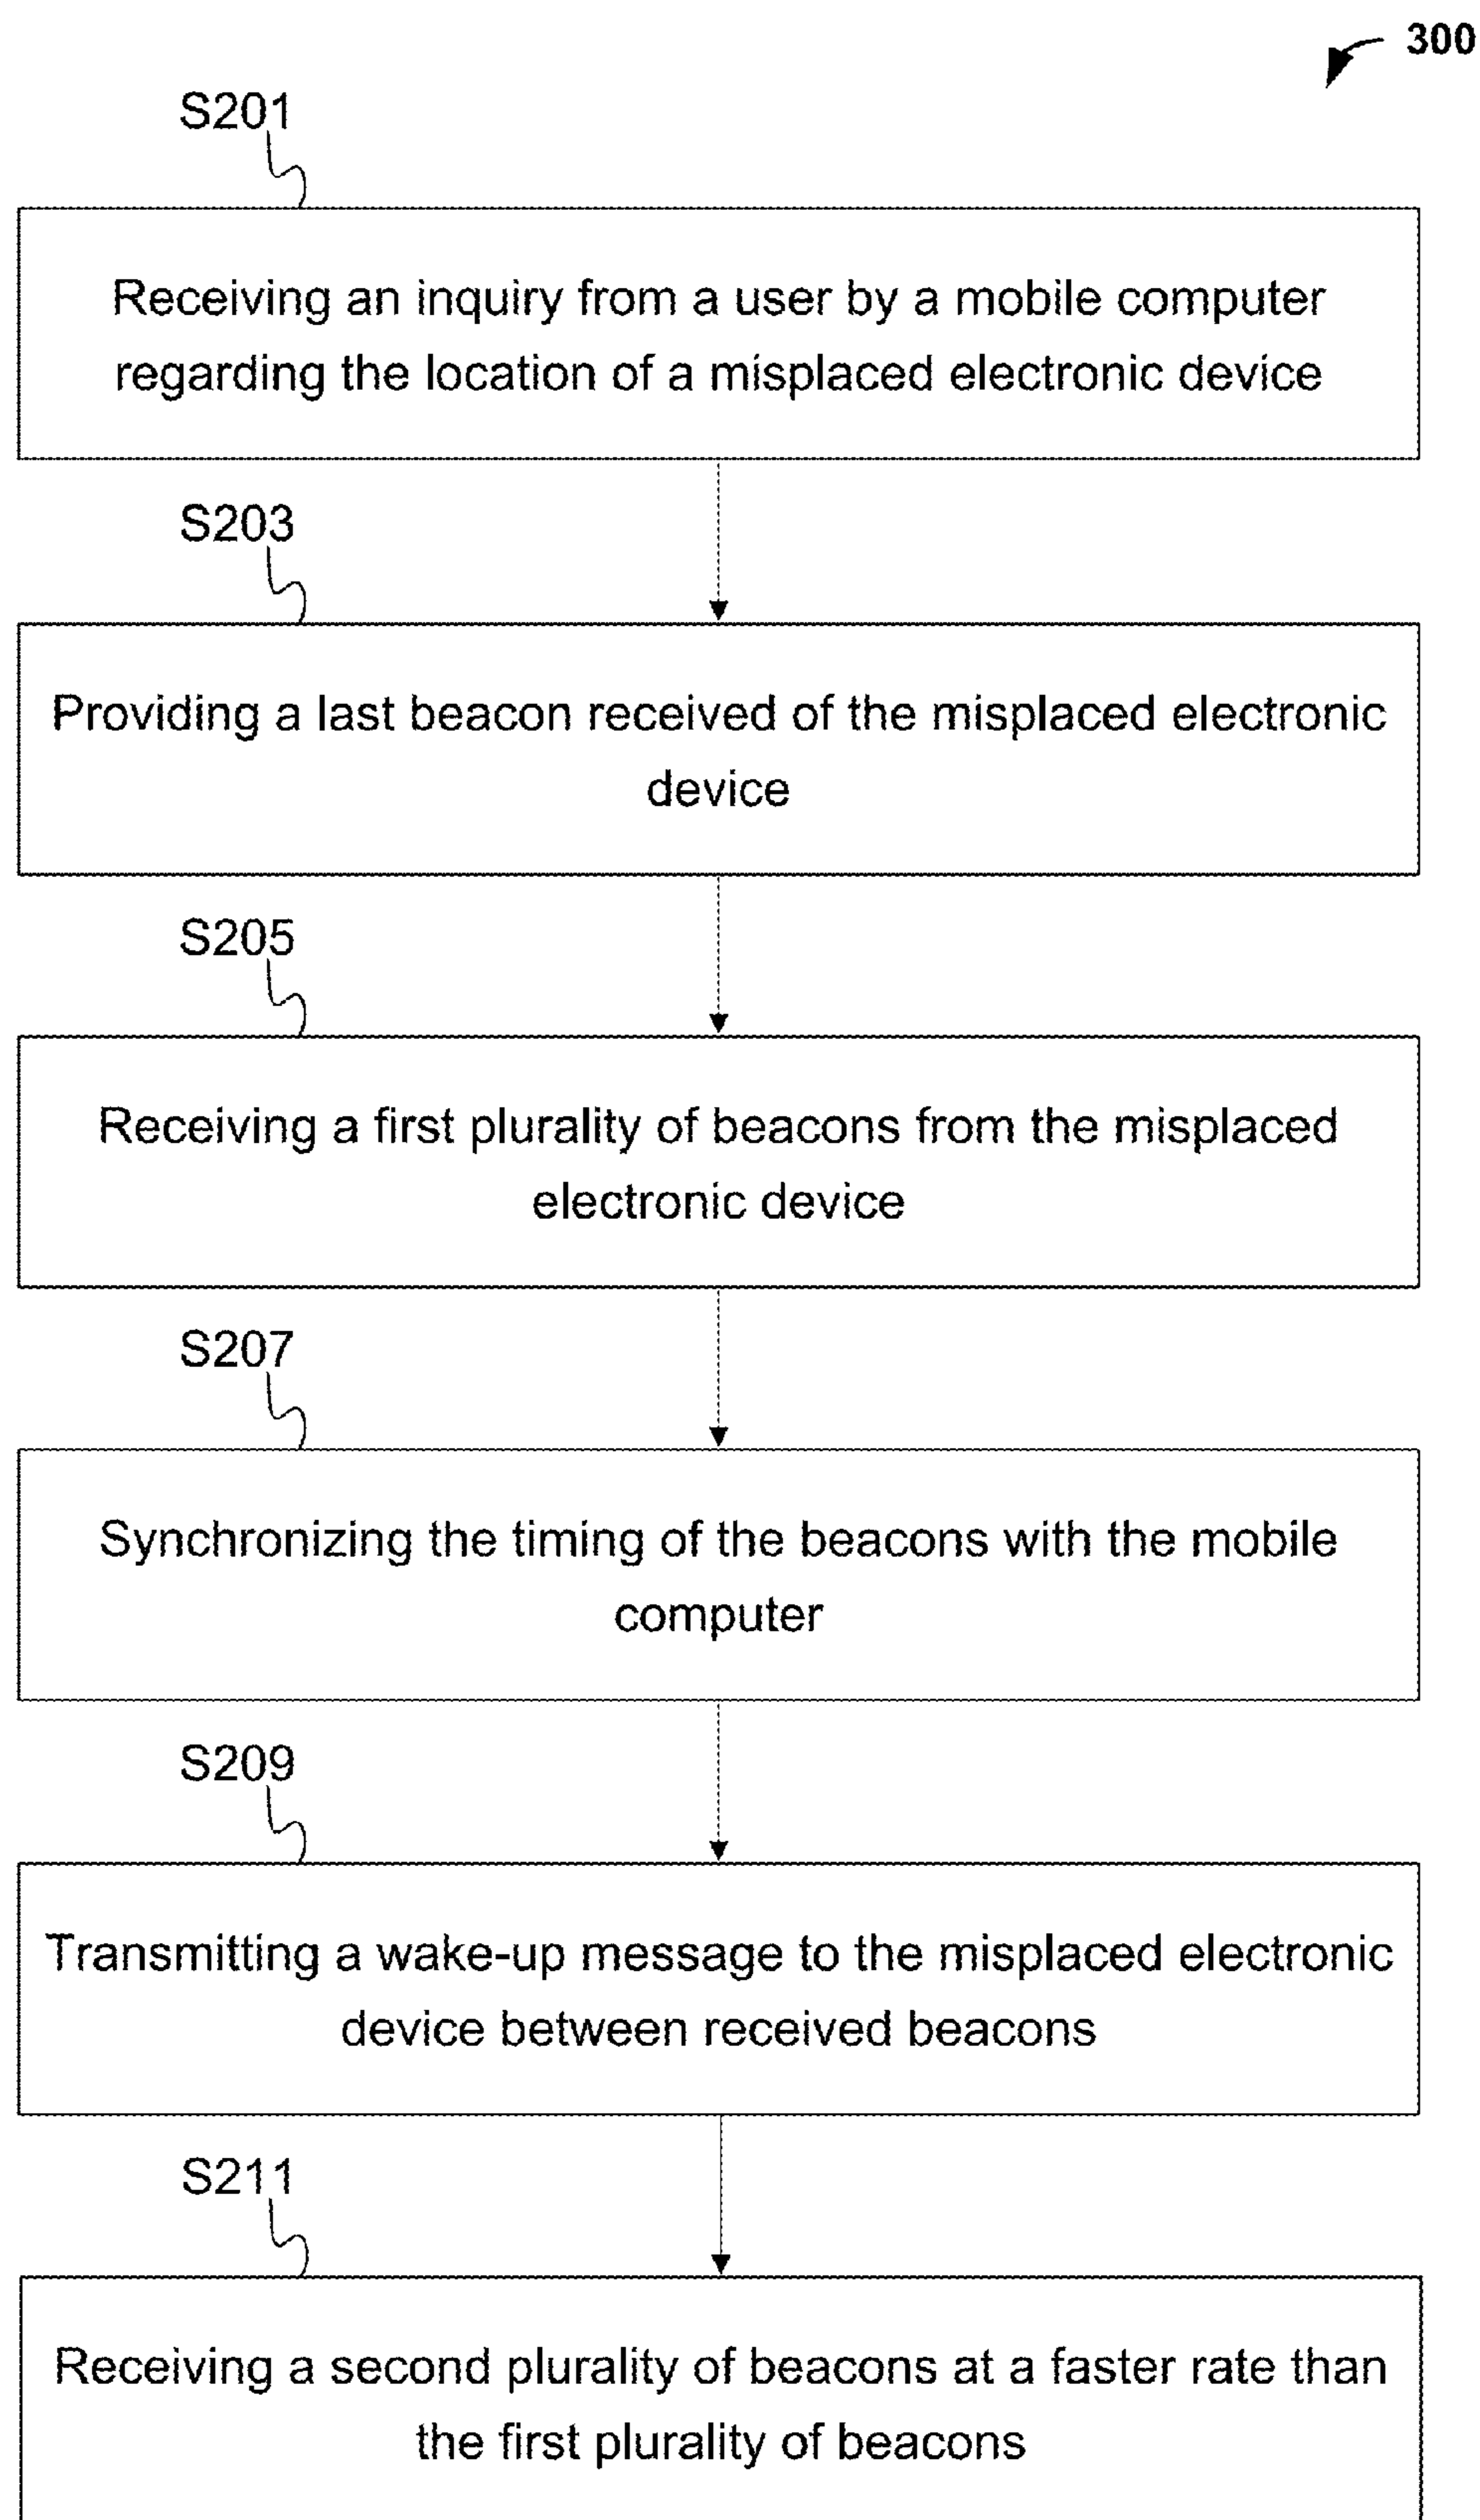 300
S201
Receiving an inquiry from a user by a mobile computer
regarding the location of a misplaced electronic device
S203
Providing a last beacon received of the misplaced electronic
device
S205
Receiving a first plurality of beacons from the misplaced
electronic device
S207
Synchronizing the timing of the beacons with the mobile
computer
S209
Transmitting a wake-up message to the misplaced electronic
device between received beacons
S211
Receiving a second plurality of beacons at a faster rate than
the first plurality of beacons